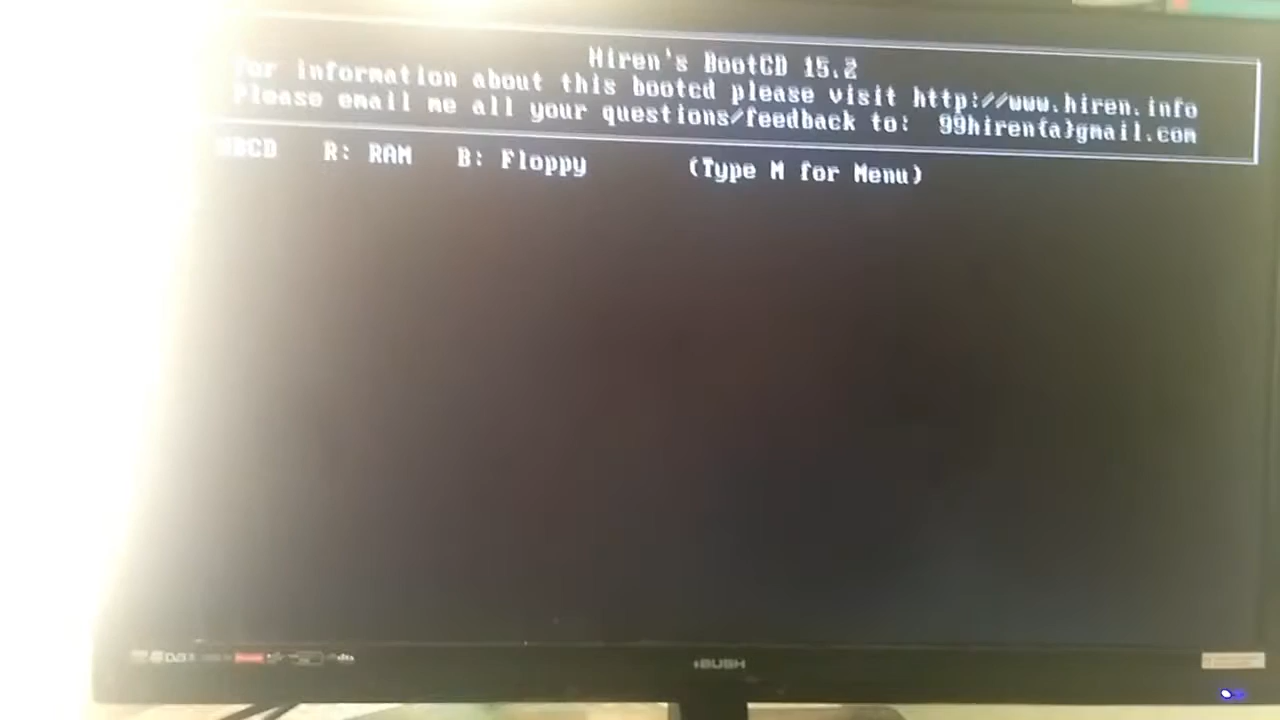 Hiren's BootCD 15.2
For information about this bootcd please visit http://www.hiren.info
Please email me all your questions/feedback to: 99hiren{a}gmail.com
R: RAM B: Floppy (Type M for Menu)
BUSH